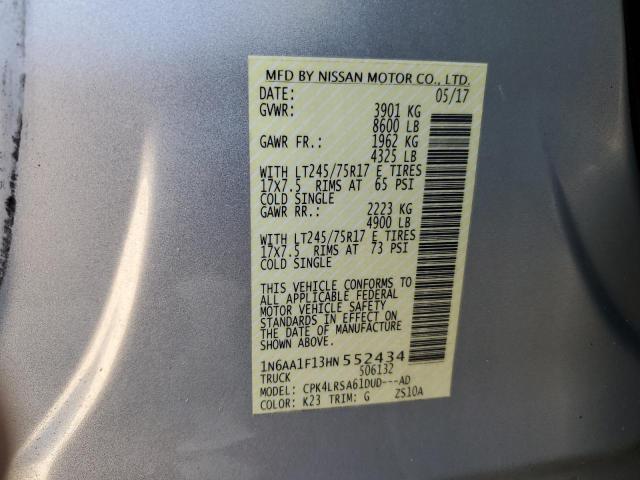 MFD BY NISSAN MOTOR CO., LTD.
DATE: 05/17
GVWR: 3901 KG
8600 LB
GAWR FR.: 1962 KG
4325 LB
WITH LT245/75R17 E TIRES
17X7.5 RIMS AT 65 PSI
COLD SINGLE
GAWR RR.: 2223 KG
4900 LB
WITH LT245/75R17 E TIRES
17X7.5 RIMS AT 73 PSI
COLD SINGLE
THIS VEHICLE CONFORMS TO
ALL APPLICABLE FEDERAL
MOTOR VEHICLE SAFETY
STANDARDS IN EFFECT ON
THE DATE OF MANUFACTURE
SHOWN ABOVE.
1N6AA1F13HN552434
TRUCK 506132
MODEL: CPK4LRSA61DUD---AD
COLOR: K23 TRIM: G ZS10A